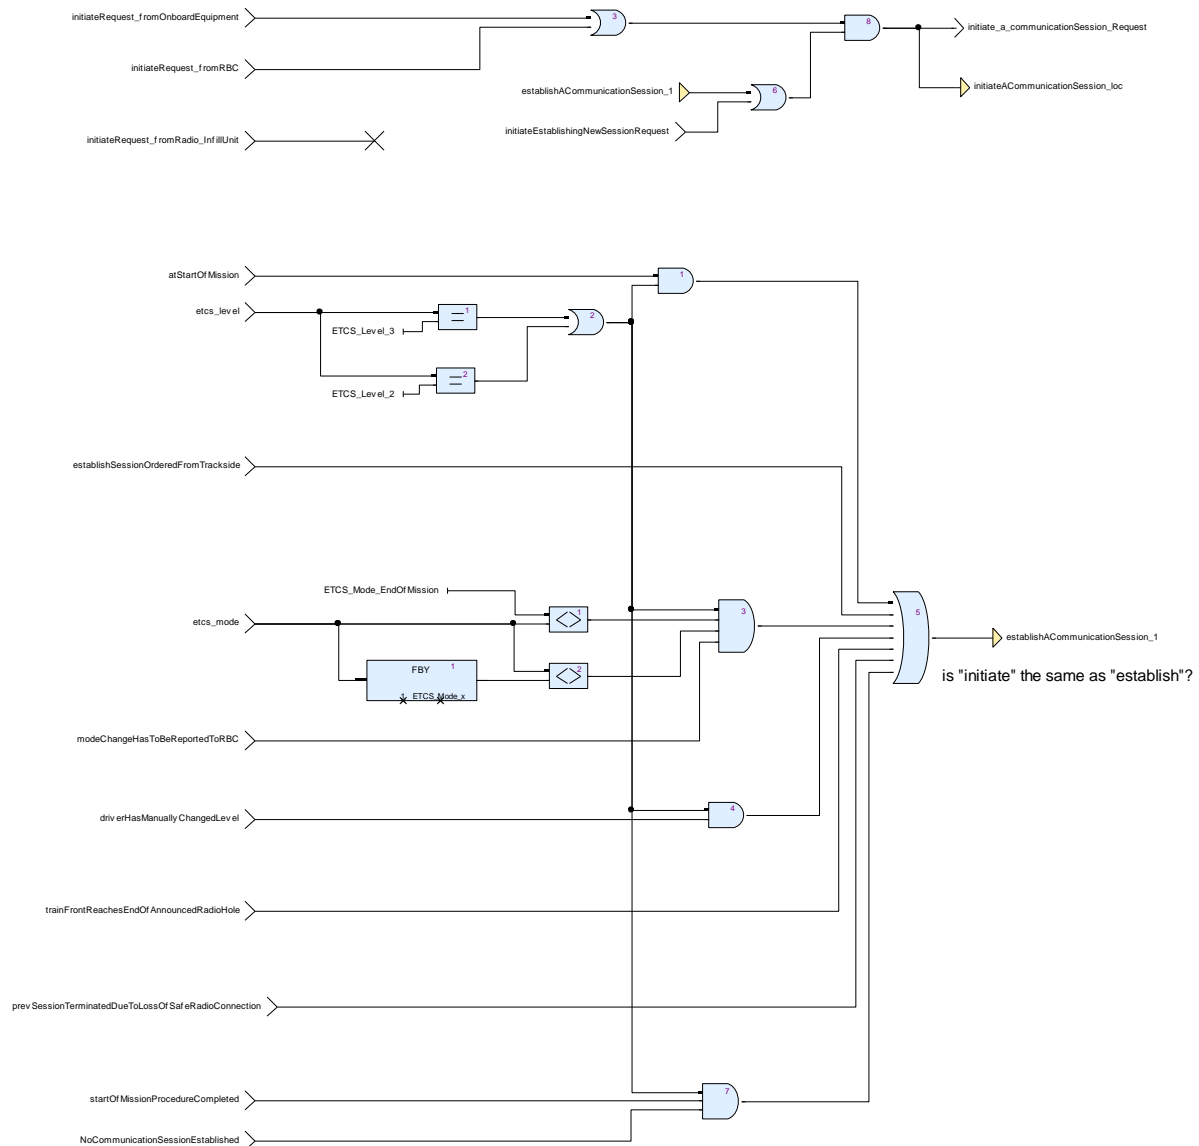 initiateRequest_fromOnboardEquipment
3
8
initiate_a_communicationSession_Request
initiateRequest_fromRBC
establishACommunicationSession_1
6
initiateACommunicationSession_loc
initiateEstablishingNewSessionRequest
initiateRequest_fromRadio_InfillUnit
atStartOfMission
1
etcs_level
=
1
2
ETCS_Level_3
=
2
ETCS_Level_2
establishSessionOrderedFromTrackside
ETCS_Mode_EndOfMission
<>
1
3
5
etcs_mode
establishACommunicationSession_1
FBY
1
<>
2
is "initiate" the same as "establish"?
1
ETCS_Mode_x
modeChangeHasToBeReportedToRBC
4
driverHasManuallyChangedLevel
trainFrontReachesEndOfAnnouncedRadioHole
prevSessionTerminatedDueToLossOfSafeRadioConnection
7
startOfMissionProcedureCompleted
NoCommunicationSessionEstablished